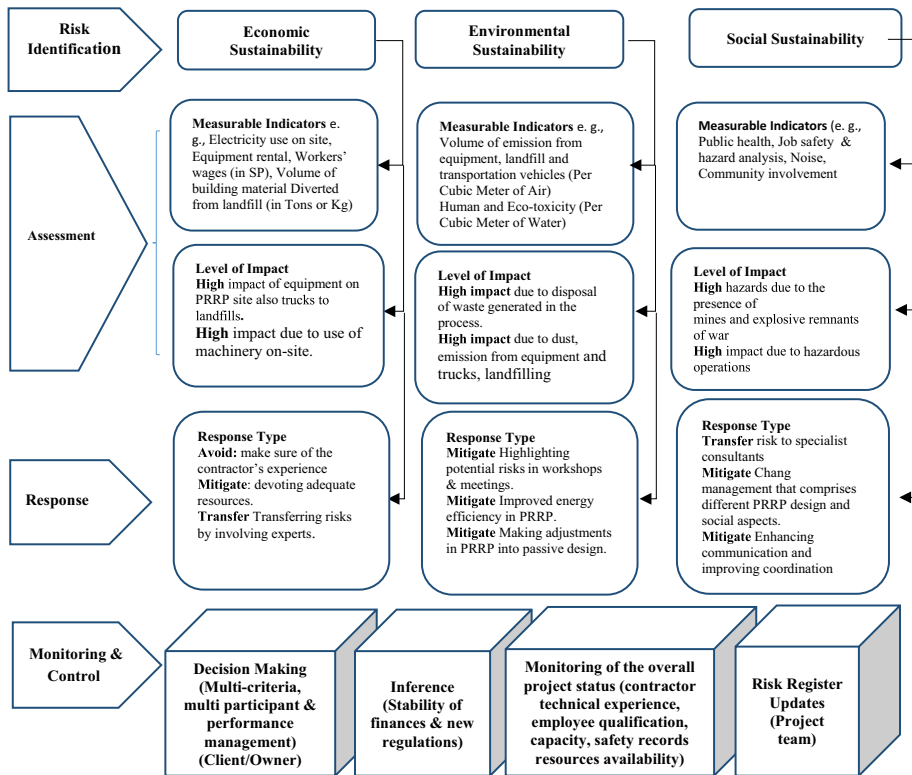 Risk
Identification
Economic
Sustainability
Environmental
Sustainability
Social Sustainability
Assessment
Measurable Indicators e.
g., Electricity use on site,
Equipment rental, Workers'
wages (in SP), Volume of
building material Diverted
from landfill (in Tons or Kg)
Measurable Indicators e. g.,
Volume of emission from
equipment, landfill and
transportation vehicles (Per
Cubic Meter of Air)
Human and Eco-toxicity (Per
Cubic Meter of Water)
Measurable Indicators (e. g.,
Public health, Job safety &
hazard analysis, Noise,
Community involvement
Level of Impact
High impact of equipment on
PRRP site also trucks to
landfills.
High impact due to use of
machinery on-site.
Level of Impact
High impact due to disposal
of waste generated in the
process.
High impact due to dust,
emission from equipment and
trucks, landfilling
Level of Impact
High hazards due to the
presence of
mines and explosive remnants
of war
High impact due to hazardous
operations
Response
Response Type
Avoid: make sure of the
contractor's experience
Mitigate: devoting adequate
resources.
Transfer Transferring risks
by involving experts.
Response Type
Mitigate Highlighting
potential risks in workshops
& meetings.
Mitigate Improved energy
efficiency in PRRP.
Mitigate Making adjustments
in PRRP into passive design.
Response Type
Transfer risk to specialist
consultants
Mitigate Chang
management that comprises
different PRRP design and
social aspects.
Mitigate Enhancing
communication and
improving coordination
Monitoring &
Control
Decision Making
(Multi-criteria,
multi participant &
performance
management)
(Client/Owner)
Inference
(Stability of
finances & new
regulations)
Monitoring of the overall
project status (contractor
technical experience,
employee qualification,
capacity, safety records
resources availability)
Risk Register
Updates
(Project
team)